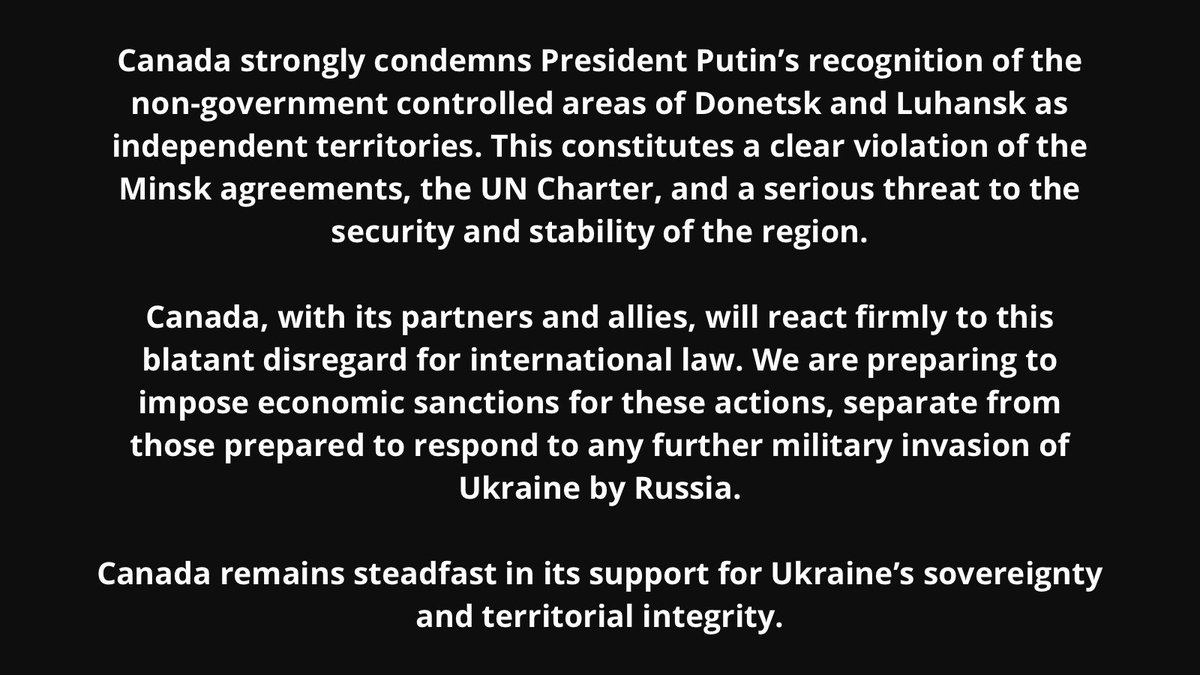 Canada strongly condemns President Putin’s recognition of the
non-government controlled areas of Donetsk and Luhansk as
independent territories. This constitutes a clear violation of the
Minsk agreements, the UN Charter, and a serious threat to the
security and stability of the region.
Canada, with its partners and allies, will react firmly to this
blatant disregard for international law. We are preparing to
impose economic sanctions for these actions, separate from
those prepared to respond to any further military invasion of
Ukraine by Russia.
Canada remains steadfast in its support for Ukraine’s sovereignty
and territorial integrity.